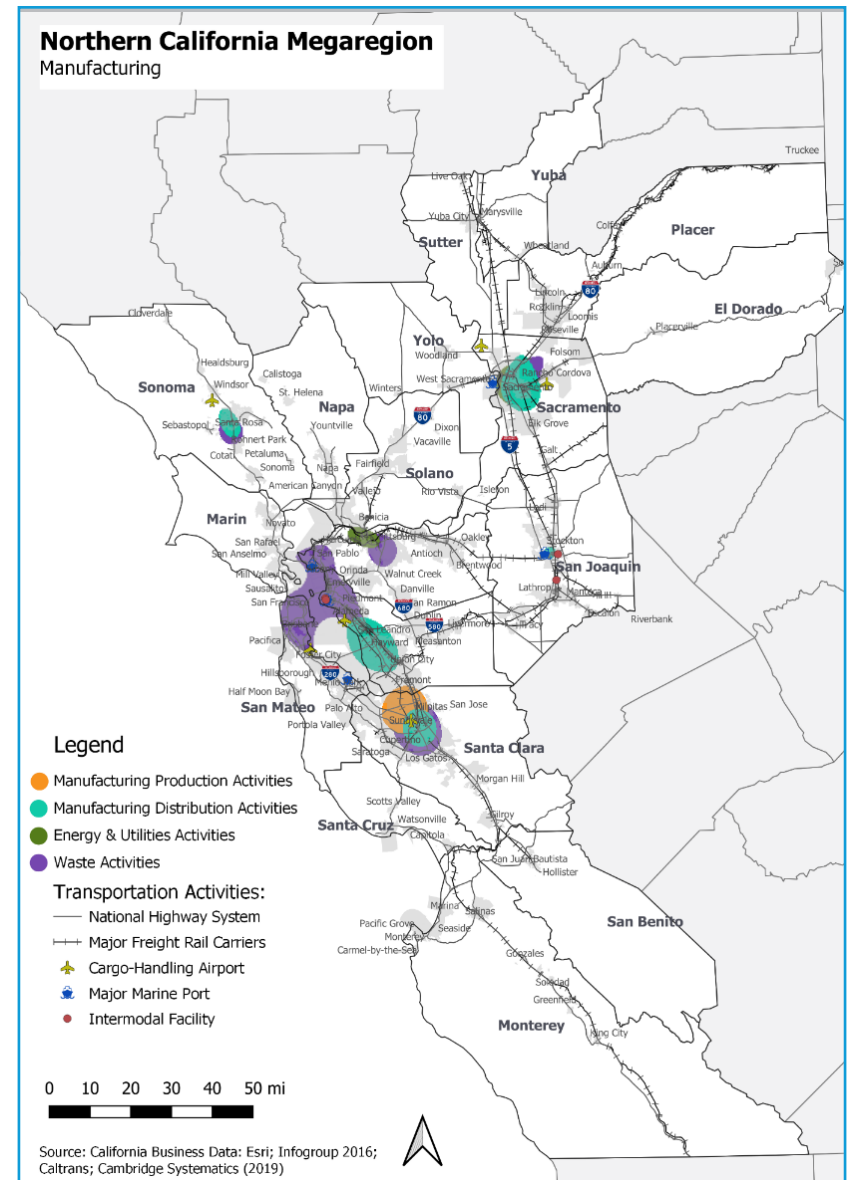 Northern California Megaregion
Manufacturing
Truckee
Live Oak
Yuba
Yuba City
Marysville
Colfax
Placer
Sutter
Wheatland
Auburn
Lincoln
80
Rocklin
Loomis
El Dorado
Cloverdale
Roseville
Placerville
Yolo
Woodland
Folsom
Healdsburg
Calistoga
West Sacramento
Rancho Cordova
Sonoma
Windsor
St. Helena
Winters
Sacramento
Napa
Sacramento
Sebastopol
Santa Rosa
Yountville
80
Dixon
Elk Grove
Rohnert Park
Vacaville
5
Cotati
Petaluma
Galt
Sonoma
Napa
Fairfield
Solano
American Canyon
Vallejo
Rio Vista
Isleton
Lodi
Marin
Novato
Benicia
San Rafael
Pittsburg
Oakley
Stockton
San Anselmo
San Pablo
Antioch
Brentwood
San Joaquin
Mill Valley
Orinda
Walnut Creek
Sausalito
Emeryville
Danville
Lathrop
Manteca
San Francisco
Piedmont
680
San Ramon
Alameda
Dublin
Riverbank
580
Livermore
Tracy
Pacifica
Hayward
Pleasanton
Foster City
Union City
Hillsborough
280
Fremont
Half Moon Bay
Menlo Park
San Mateo
Palo Alto
Milpitas
San Jose
Portola Valley
Sunnyvale
Cupertino
Santa Clara
Saratoga
Los Gatos
Morgan Hill
Scotts Valley
Santa Cruz
Watsonville
Gilroy
Capitola
San Juan Bautista
Hollister
Marina
Salinas
Pacific Grove
Seaside
San Benito
Monterey
Carmel-by-the-Sea
Gonzales
Soledad
Greenfield
Monterey
King City
Legend
Manufacturing Production Activities
Manufacturing Distribution Activities
Energy & Utilities Activities
Waste Activities
Transportation Activities:
National Highway System
Major Freight Rail Carriers
Cargo-Handling Airport
Major Marine Port
Intermodal Facility
0 10 20 30 40 50 mi
Source: California Business Data: Esri; Infogroup 2016;
Caltrans; Cambridge Systematics (2019)